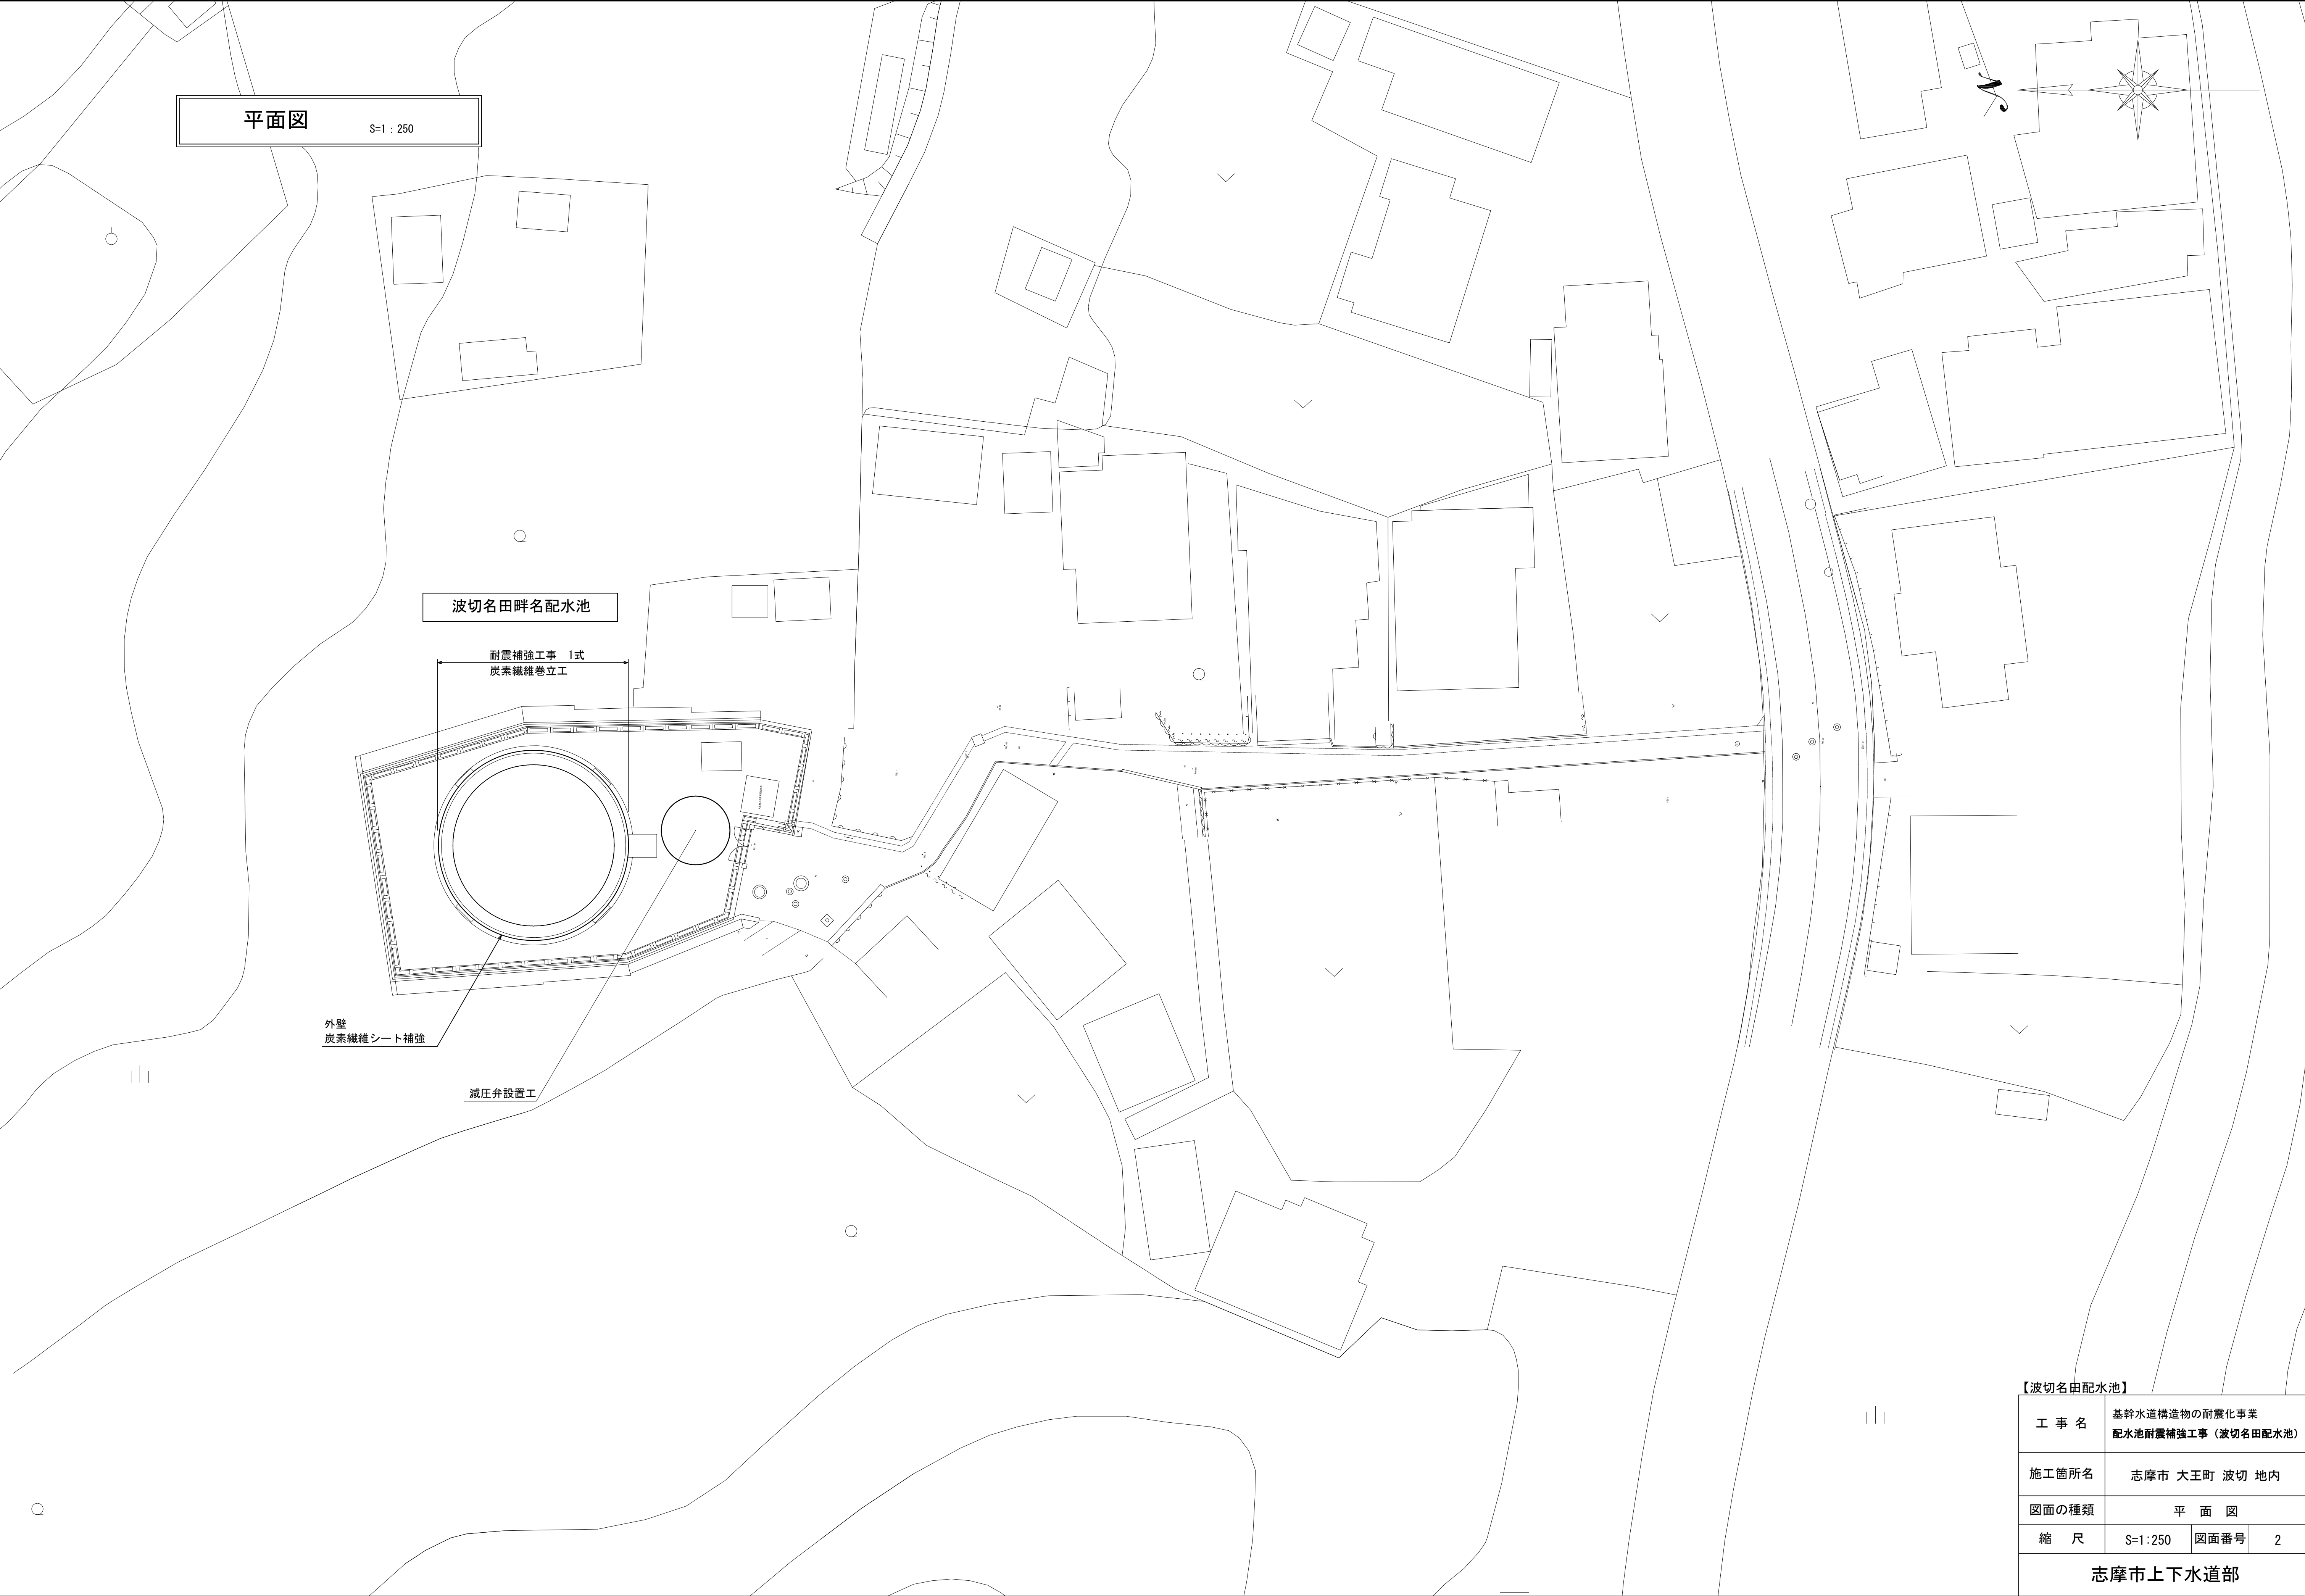 平面図 S=1：250
波切名田畔名配水池
耐震補強工事 1式
炭素繊維巻立工
外壁
炭素繊維シート補強
減圧弁設置工
【波切名田配水池】
工 事 名
基幹水道構造物の耐震化事業
配水池耐震補強工事（波切名田配水池）
施工箇所名 志摩市 大王町 波切 地内
図面の種類 平 面 図
縮 尺 S=1:250 図面番号 2
志摩市上下水道部